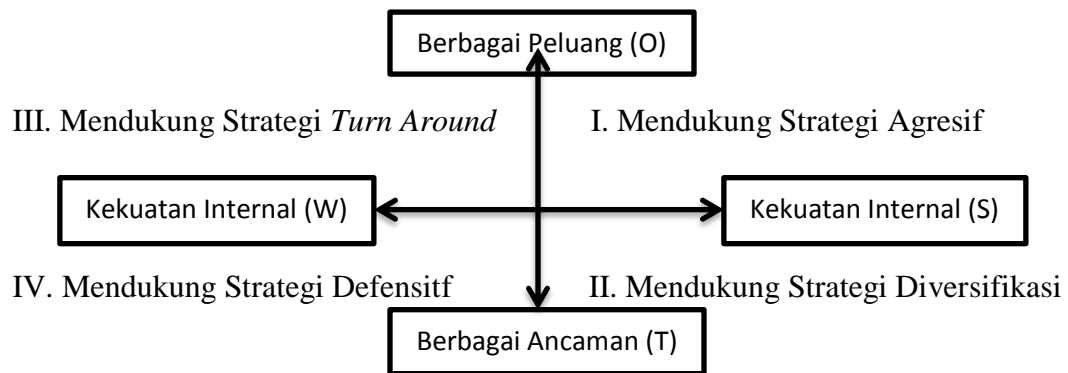 Berbagai Peluang (O)
III. Mendukung Strategi Turn Around
I. Mendukung Strategi Agresif
Kekuatan Internal (W)
Kekuatan Internal (S)
IV. Mendukung Strategi Defensitf
II. Mendukung Strategi Diversifikasi
Berbagai Ancaman (T)